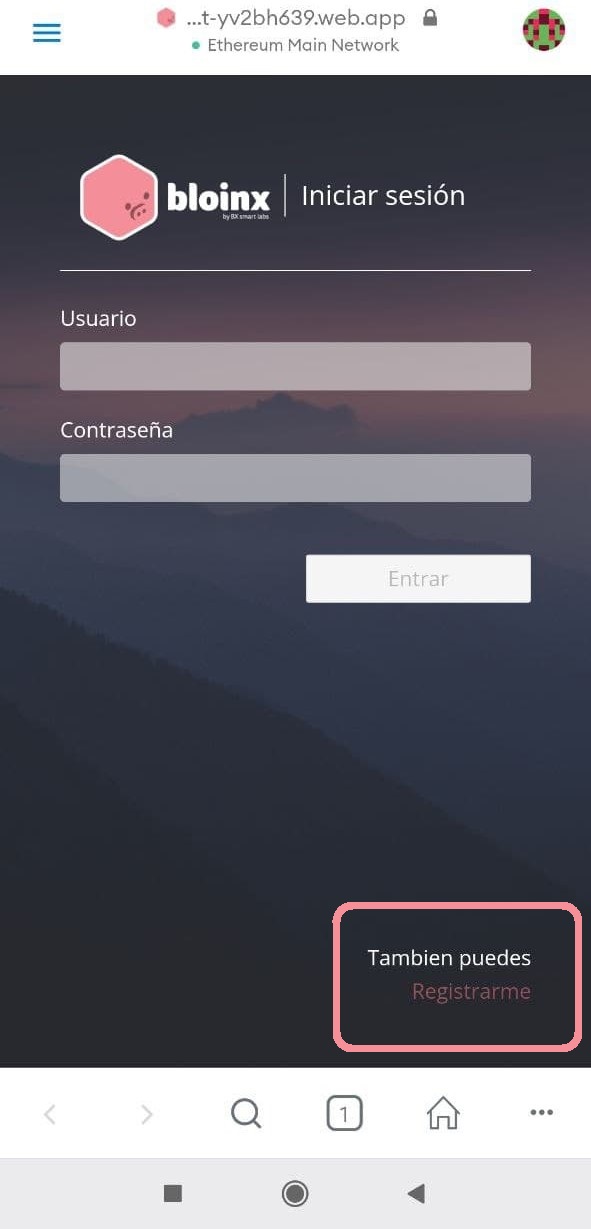 ...t-yv2bh639.web.app
Ethereum Main Network
bloinx
by BX smart labs
Iniciar sesión
Usuario
Contraseña
Entrar
Tambien puedes
Registrarme
1